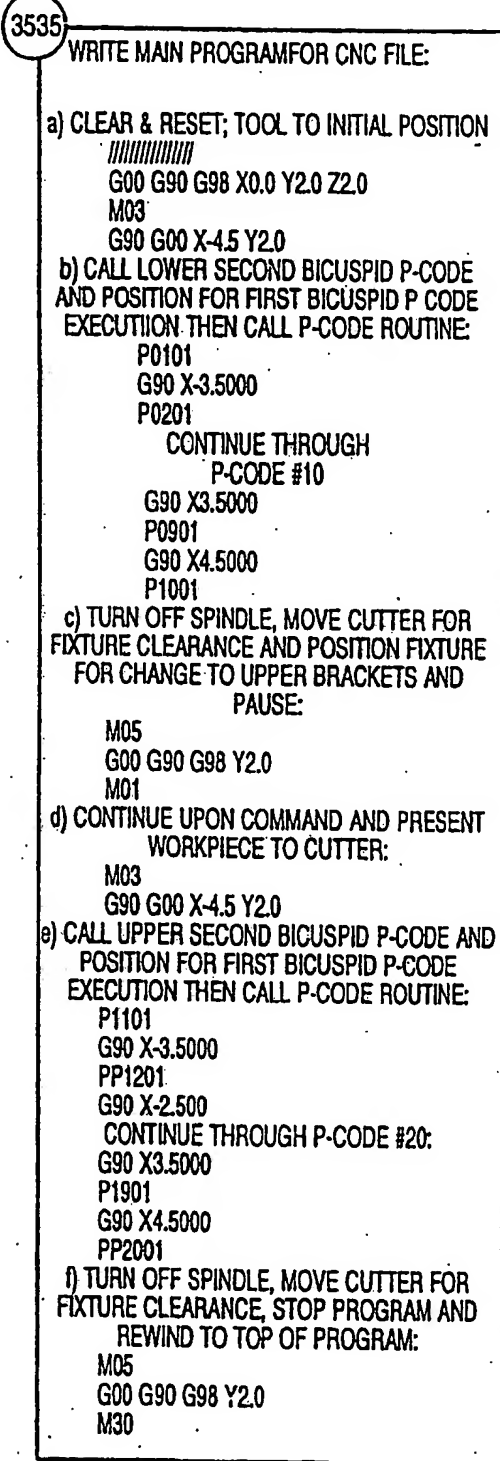 3535
WRITE MAIN PROGRAMFOR CNC FILE:
a) CLEAR & RESET; TOOL TO INITIAL POSITION
////////////////
G00 G90 G98 X0.0 Y2.0 Z2.0
M03
G90 G00 X-4.5 Y2.0
b) CALL LOWER SECOND BICUSPID P-CODE
AND POSITION FOR FIRST BICUSPID P CODE
EXECUTIION THEN CALL P-CODE ROUTINE:
P0101
G90 X-3.5000
P0201
CONTINUE THROUGH
P-CODE #10
G90 X3.5000
P0901
G90 X4.5000
P1001
c) TURN OFF SPINDLE, MOVE CUTTER FOR
FIXTURE CLEARANCE AND POSITION FIXTURE
FOR CHANGE TO UPPER BRACKETS AND
PAUSE:
M05
G00 G90 G98 Y2.0
M01
d) CONTINUE UPON COMMAND AND PRESENT
WORKPIECE TO CUTTER:
M03
G90 G00 X-4.5 Y2.0
e) CALL UPPER SECOND BICUSPID P-CODE AND
POSITION FOR FIRST BICUSPID P-CODE
EXECUTION THEN CALL P-CODE ROUTINE:
P1101
G90 X-3.5000
PP1201
G90 X-2.500
CONTINUE THROUGH P-CODE #20:
G90 X3.5000
P1901
G90 X4.5000
PP2001
f) TURN OFF SPINDLE, MOVE CUTTER FOR
FIXTURE CLEARANCE, STOP PROGRAM AND
REWIND TO TOP OF PROGRAM:
M05
G00 G90 G98 Y2.0
M30